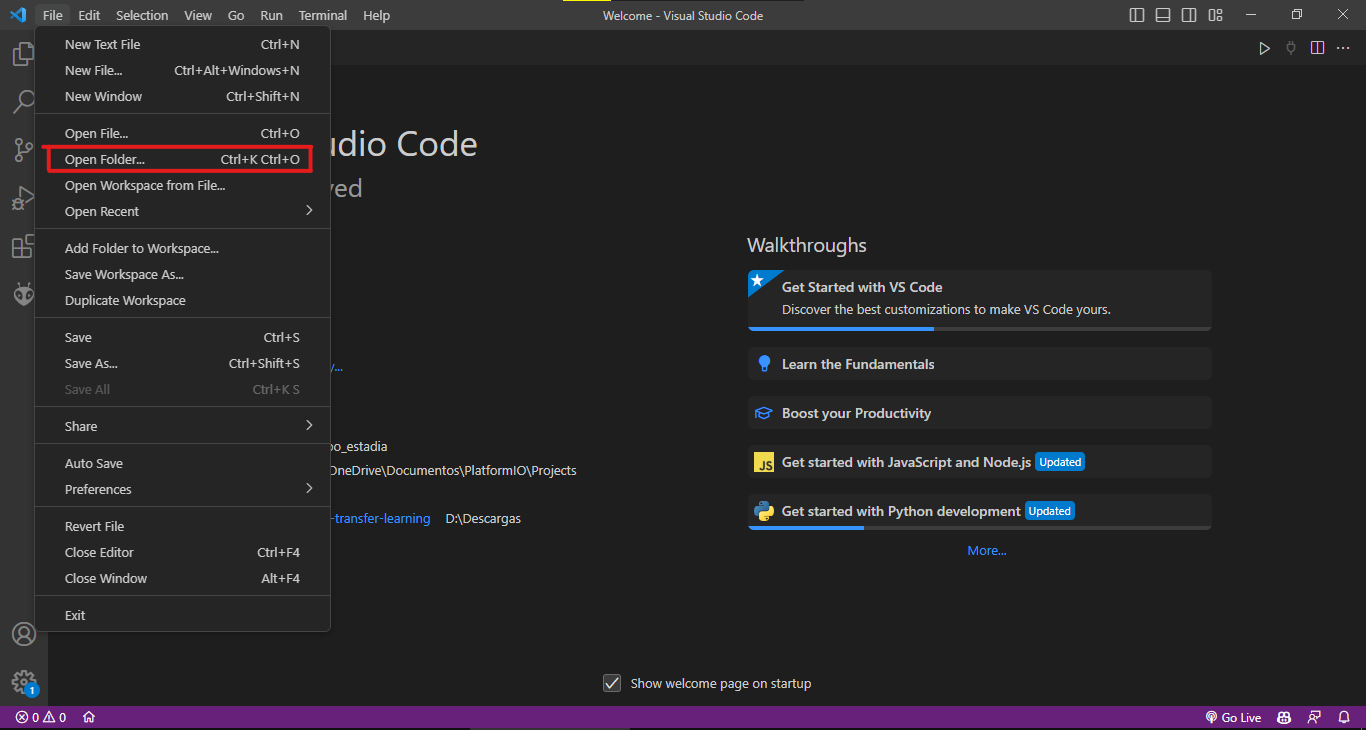 File Edit Selection View Go Run Terminal Help Welcome - Visual Studio Code
New Text File Ctrl+N
New File... Ctrl+Alt+Windows+N
New Window Ctrl+Shift+N
Open File... Ctrl+O
Open Folder... Ctrl+K Ctrl+O
Open Workspace from File...
Open Recent
Add Folder to Workspace...
Save Workspace As...
Duplicate Workspace
Save Ctrl+S
Save As... Ctrl+Shift+S
Save All Ctrl+K S
Share
Auto Save
Preferences
Revert File
Close Editor Ctrl+F4
Close Window Alt+F4
Exit
udio Code
ved
y...
oo_estadia
OneDrive\Documentos\PlatformIO\Projects
-transfer-learning D:\Descargas
Walkthroughs
Get Started with VS Code
Discover the best customizations to make VS Code yours.
Learn the Fundamentals
Boost your Productivity
JS Get started with JavaScript and Node.js Updated
Get started with Python development Updated
More...
Show welcome page on startup
1
0 0 Go Live